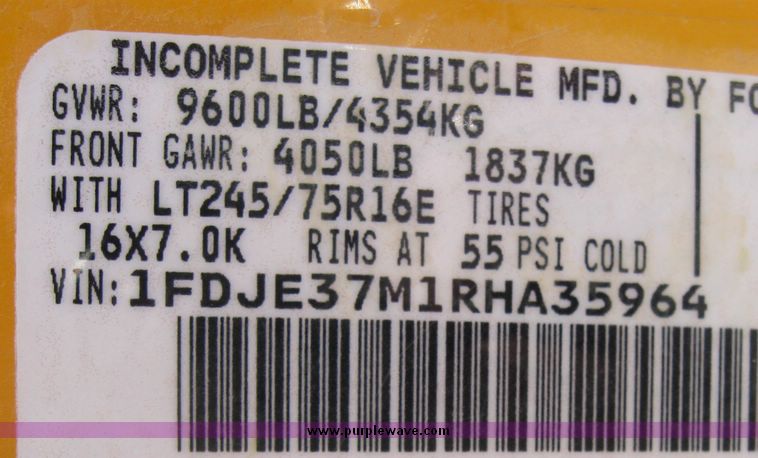 INCOMPLETE VEHICLE MFD. BY FO
GVWR: 9600LB/4354KG
FRONT GAWR: 4050LB 1837KG
WITH LT245/75R16E TIRES
16X7.0K RIMS AT 55 PSI COLD
VIN: 1FDJE37M1RHA35964
www.purplewave.com